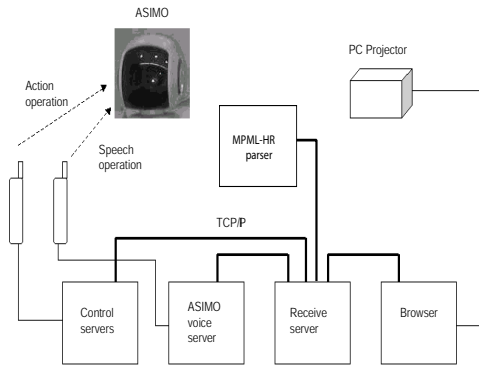 ASIMO
PC Projector
Action
operation
MPML-HR
parser
Speech
operation
TCP/P
Control
servers
ASIMO
voice
server
Receive
server
Browser